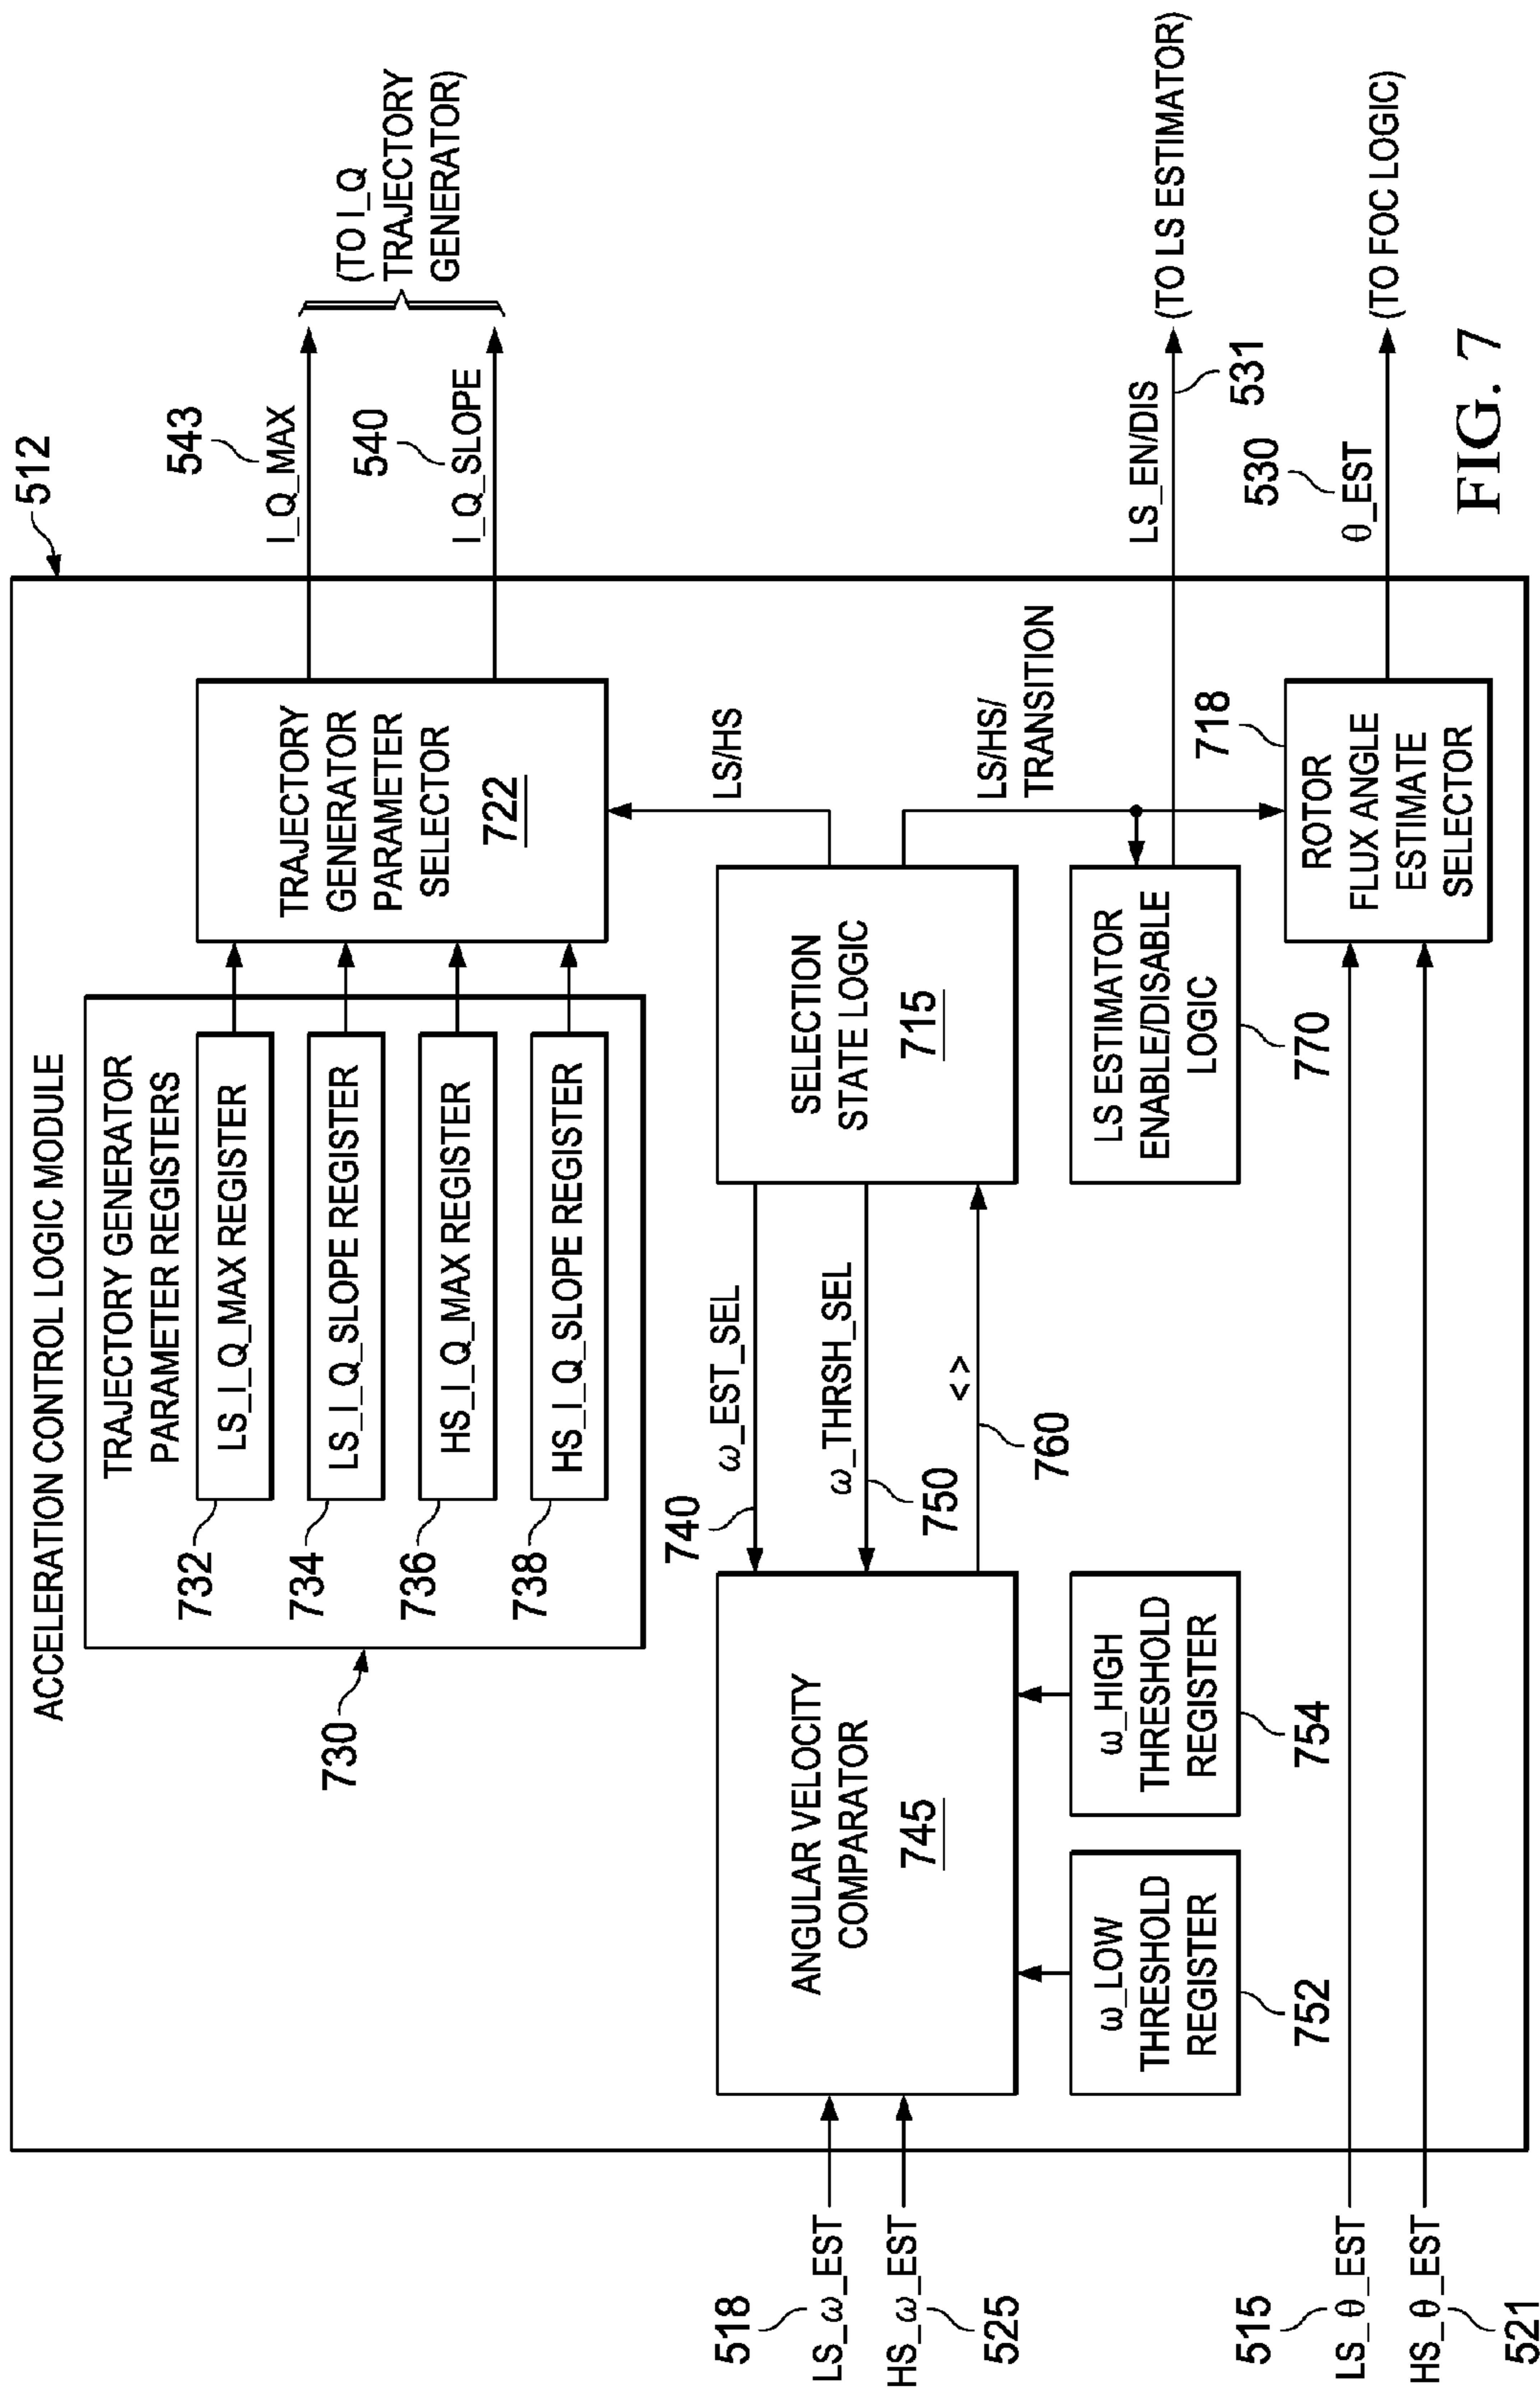 512
ACCELERATION CONTROL LOGIC MODULE
730
TRAJECTORY GENERATOR
PARAMETER REGISTERS
732
LS_I_Q_MAX REGISTER
734
LS_I_Q_SLOPE REGISTER
736
HS_I_Q_MAX REGISTER
738
HS_I_Q_SLOPE REGISTER
TRAJECTORY
GENERATOR
PARAMETER
SELECTOR
722
543
I_Q_MAX
540
I_Q_SLOPE
(TO I_Q
TRAJECTORY
GENERATOR)
LS/HS
518
LS_ω_EST
HS_ω_EST
525
ANGULAR VELOCITY
COMPARATOR
745
740
ω_EST_SEL
ω_THRSH_SEL
750
<>
760
SELECTION
STATE LOGIC
715
LS/HS/
TRANSITION
ω_LOW
THRESHOLD
REGISTER
752
ω_HIGH
THRESHOLD
REGISTER
754
LS ESTIMATOR
ENABLE/DISABLE
LOGIC
770
LS_EN/DIS
531
(TO LS ESTIMATOR)
718
ROTOR
FLUX ANGLE
ESTIMATE
SELECTOR
530
θ_EST
(TO FOC LOGIC)
515
LS_θ_EST
HS_θ_EST
521
FIG. 7